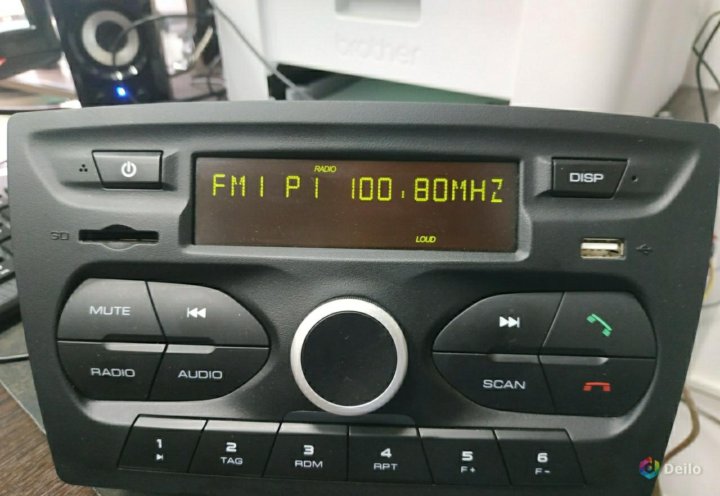 brother
RADIO
FM1 P1 100.80MHZ
LOUD
DISP
SD
MUTE
RADIO
AUDIO
SCAN
1
2
TAG
3
RDM
4
RPT
5
F+
6
F-
Deilo